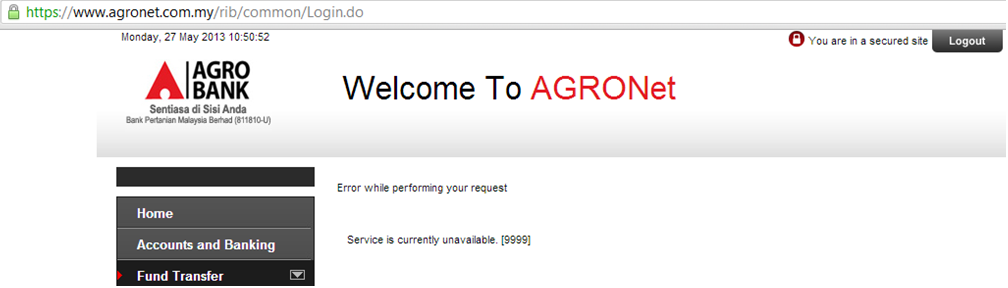 https://www.agronet.com.my/rib/common/Login.do
Monday, 27 May 2013 10:50:52
You are in a secured site
Logout
AGRO
BANK
Sentiasa di Sisi Anda
Bank Pertanian Malaysia Berhad (811810-U)
Welcome To AGRONet
Error while performing your request
Home
Service is currently unavailable. [9999]
Accounts and Banking
Fund Transfer